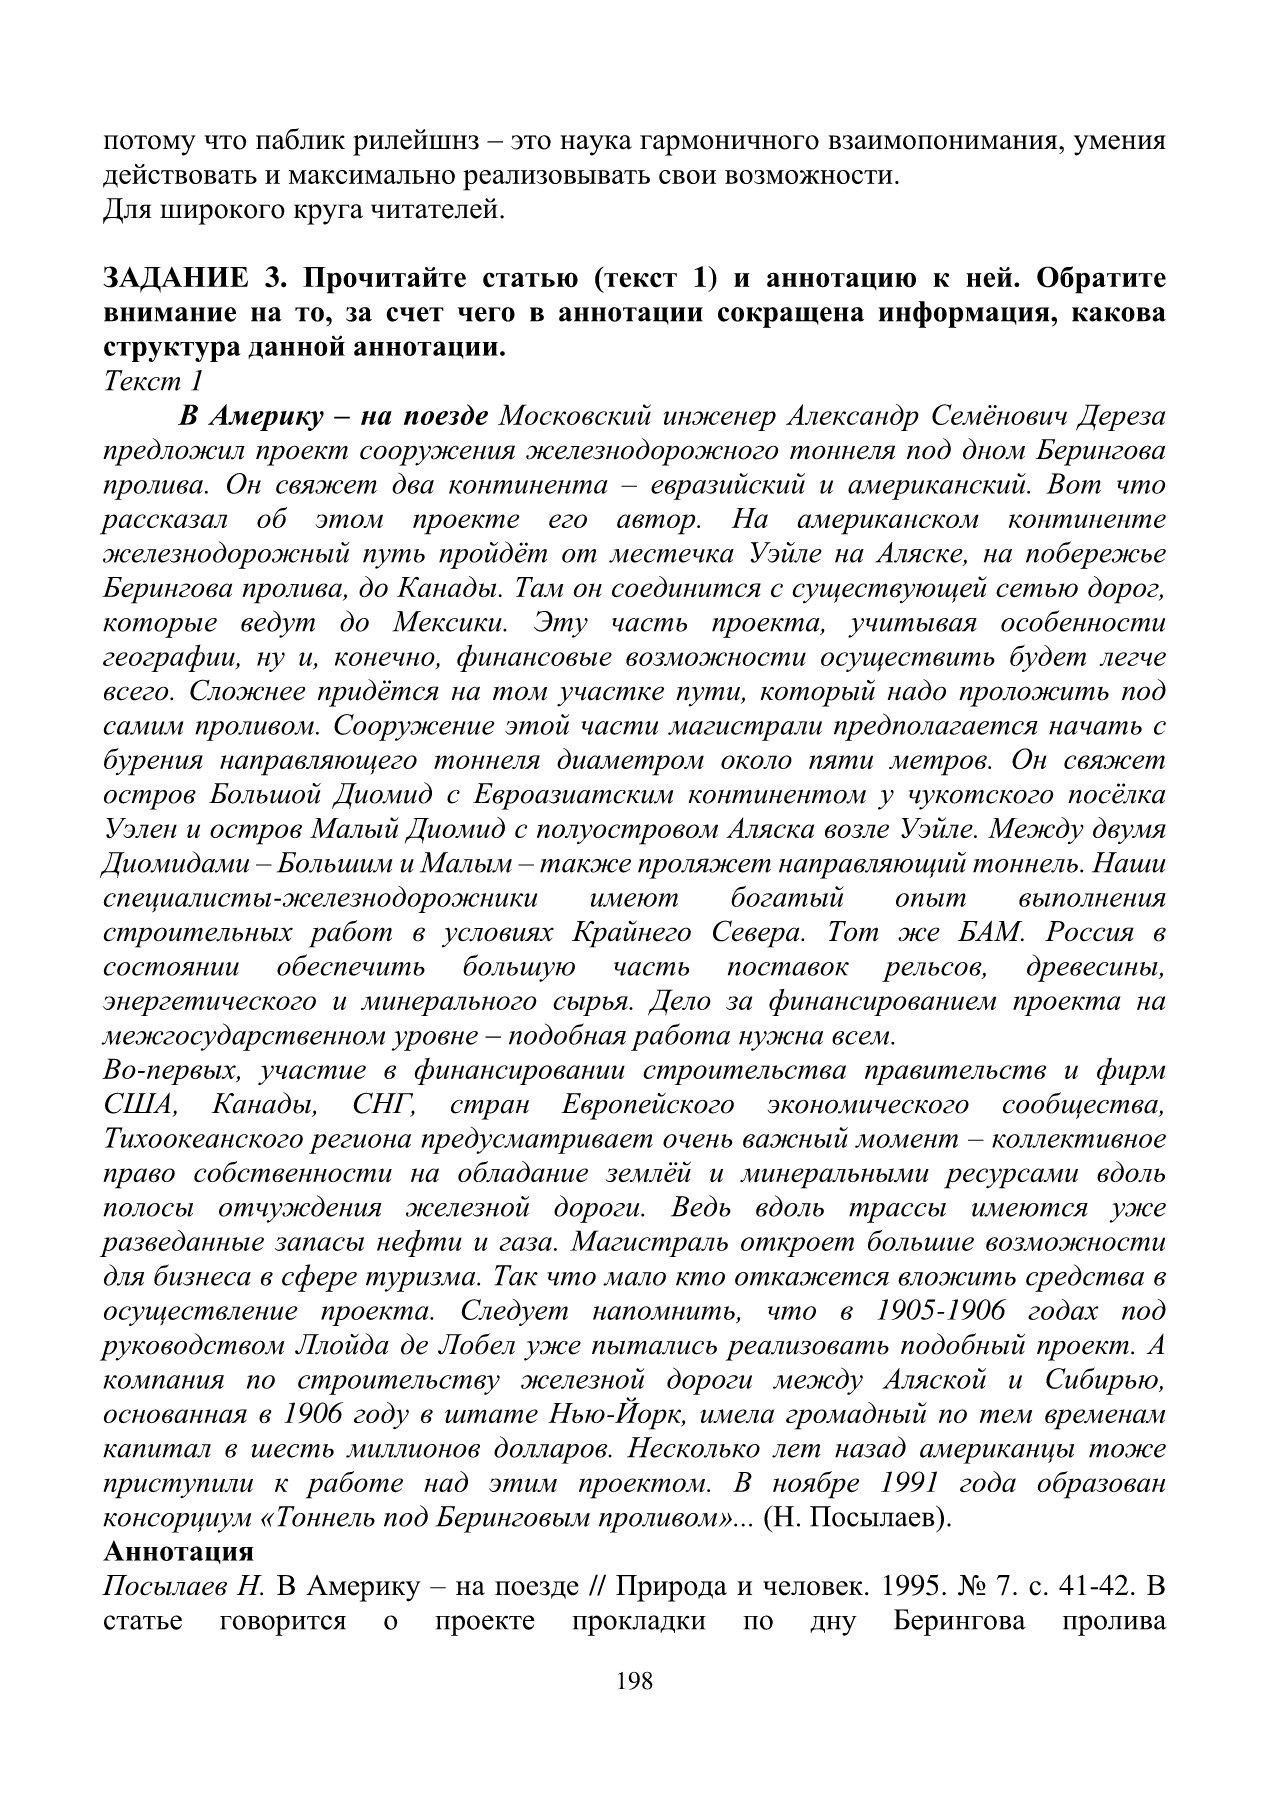 потому что паблик рилейшнз – это наука гармоничного взаимопонимания, умения
действовать и максимально реализовывать свои возможности.
Для широкого круга читателей.
ЗАДАНИЕ 3. Прочитайте статью (текст 1) и аннотацию к ней. Обратите
внимание на то, за счет чего в аннотации сокращена информация, какова
структура данной аннотации.
Текст 1
В Америку – на поезде Московский инженер Александр Семёнович Дереза
предложил проект сооружения железнодорожного тоннеля под дном Берингова
пролива. Он свяжет два континента – евразийский и американский. Вот что
рассказал об этом проекте его автор. На американском континенте
железнодорожный путь пройдёт от местечка Уэйле на Аляске, на побережье
Берингова пролива, до Канады. Там он соединится с существующей сетью дорог,
которые ведут до Мексики. Эту часть проекта, учитывая особенности
географии, ну и, конечно, финансовые возможности осуществить будет легче
всего. Сложнее придётся на том участке пути, который надо проложить под
самим проливом. Сооружение этой части магистрали предполагается начать с
бурения направляющего тоннеля диаметром около пяти метров. Он свяжет
остров Большой Диомид с Евроазиатским континентом у чукотского посёлка
Уэлен и остров Малый Диомид с полуостровом Аляска возле Уэйле. Между двумя
Диомидами – Большим и Малым – также проляжет направляющий тоннель. Наши
специалисты-железнодорожники имеют богатый опыт выполнения
строительных работ в условиях Крайнего Севера. Тот же БАМ. Россия в
состоянии обеспечить большую часть поставок рельсов, древесины,
энергетического и минерального сырья. Дело за финансированием проекта на
межгосударственном уровне – подобная работа нужна всем.
Во-первых, участие в финансировании строительства правительств и фирм
США, Канады, СНГ, стран Европейского экономического сообщества,
Тихоокеанского региона предусматривает очень важный момент – коллективное
право собственности на обладание землёй и минеральными ресурсами вдоль
полосы отчуждения железной дороги. Ведь вдоль трассы имеются уже
разведанные запасы нефти и газа. Магистраль откроет большие возможности
для бизнеса в сфере туризма. Так что мало кто откажется вложить средства в
осуществление проекта. Следует напомнить, что в 1905-1906 годах под
руководством Ллойда де Лобел уже пытались реализовать подобный проект. А
компания по строительству железной дороги между Аляской и Сибирью,
основанная в 1906 году в штате Нью-Йорк, имела громадный по тем временам
капитал в шесть миллионов долларов. Несколько лет назад американцы тоже
приступили к работе над этим проектом. В ноябре 1991 года образован
консорциум «Тоннель под Беринговым проливом»... (Н. Посылаев).
Аннотация
Посылаев Н. В Америку – на поезде // Природа и человек. 1995. № 7. с. 41-42. В
статье говорится о проекте прокладки по дну Берингова пролива
198